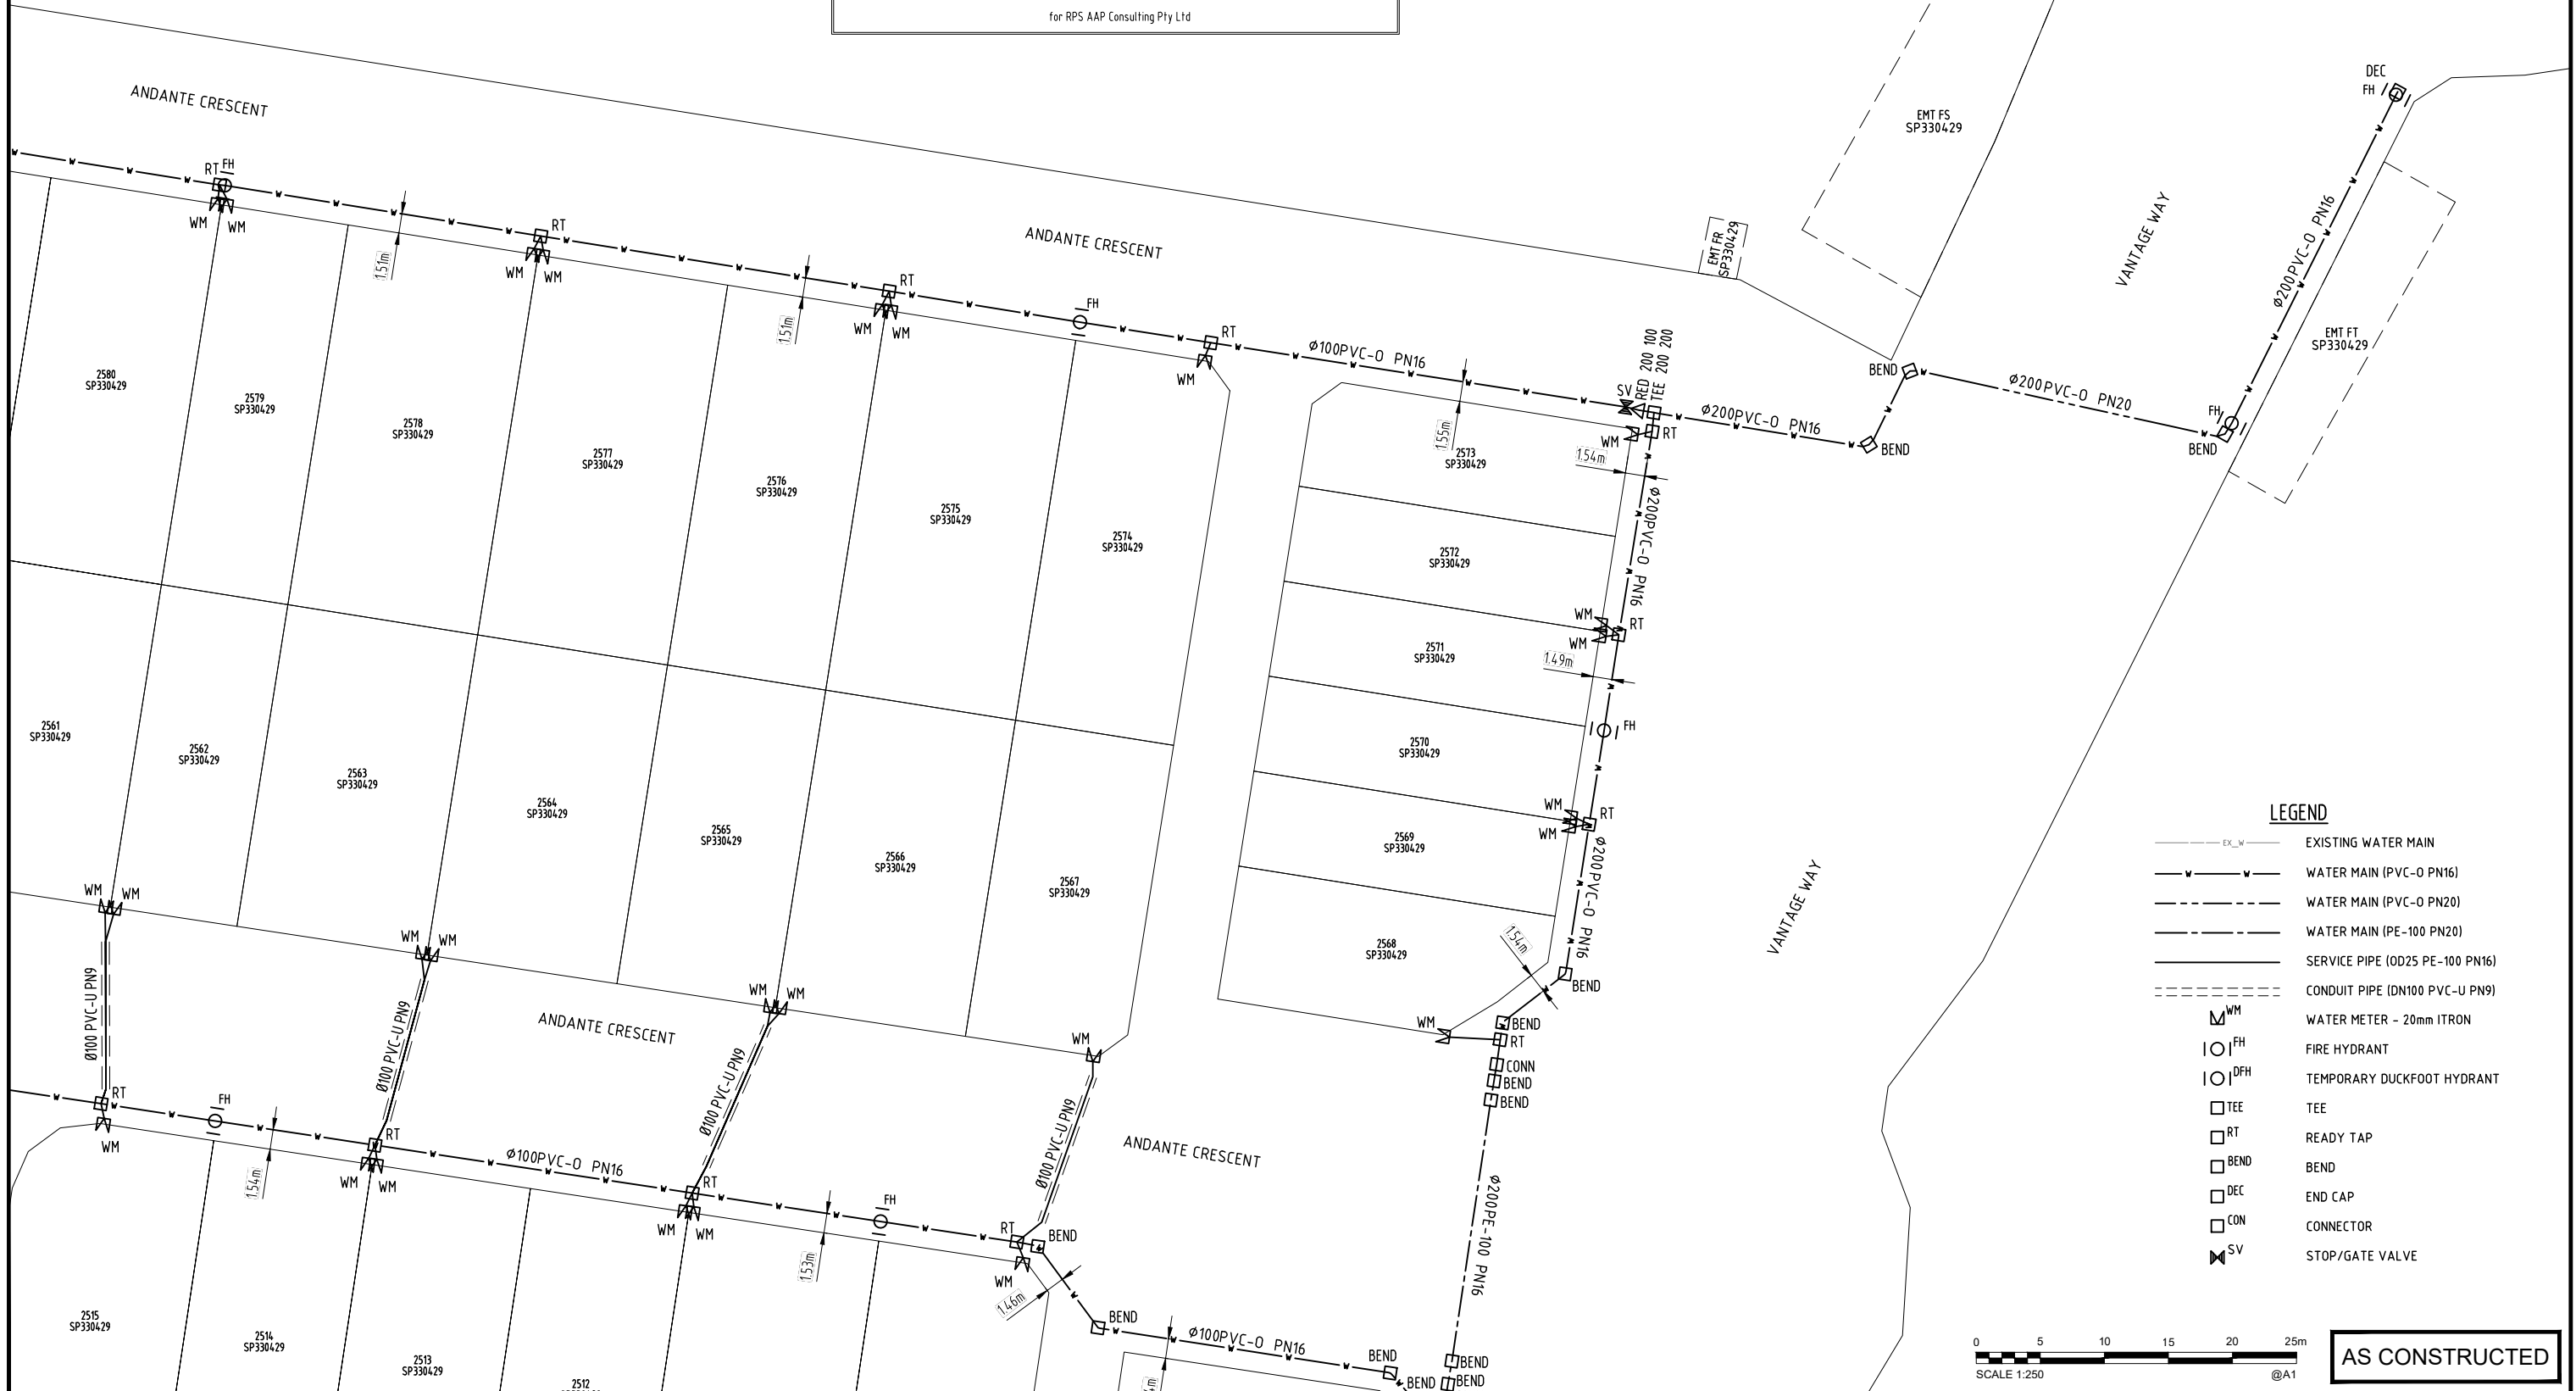 for RPS AAP Consulting Pty Ltd
ANDANTE CRESCENT
DEC
FH
EMT FS
SP330429
RT
FH
WM
WM
VANTAGE WAY
Ø200PVC-O PN16
RT
WM
WM
1.51m
ANDANTE CRESCENT
EMT FR
SP330429
RT
WM
WM
1.51m
FH
RT
WM
Ø100PVC-O PN16
1.55m
SV
RED 200 100
TEE 200 200
Ø200PVC-O PN16
BEND
BEND
Ø200PVC-O PN20
FH
BEND
EMT FT
SP330429
2580
SP330429
2579
SP330429
2578
SP330429
2577
SP330429
2576
SP330429
2575
SP330429
2574
SP330429
WM
RT
2573
SP330429
1.54m
Ø200PVC-O PN16
2572
SP330429
WM
WM
RT
2571
SP330429
1.49m
FH
2570
SP330429
WM
WM
RT
2569
SP330429
Ø200PVC-O PN16
VANTAGE WAY
2568
SP330429
1.54m
BEND
2561
SP330429
2562
SP330429
2563
SP330429
2564
SP330429
2565
SP330429
2566
SP330429
2567
SP330429
WM
WM
WM
WM
WM
WM
WM
WM
BEND
RT
CONN
BEND
BEND
Ø100 PVC-U PN9
Ø100 PVC-U PN9
Ø100 PVC-U PN9
Ø100 PVC-U PN9
ANDANTE CRESCENT
ANDANTE CRESCENT
RT
WM
FH
1.54m
RT
WM
WM
Ø100PVC-O PN16
RT
WM
WM
1.53m
FH
RT
BEND
WM
1.46m
BEND
Ø100PVC-O PN16
BEND
BEND
Ø200PE-100 PN16
BEND
BEND
2515
SP330429
2514
SP330429
2513
SP330429
2512
LEGEND
EX_W
EXISTING WATER MAIN
W W
WATER MAIN (PVC-O PN16)
WATER MAIN (PVC-O PN20)
WATER MAIN (PE-100 PN20)
SERVICE PIPE (OD25 PE-100 PN16)
CONDUIT PIPE (DN100 PVC-U PN9)
WM WATER METER - 20mm ITRON
FH FIRE HYDRANT
DFH TEMPORARY DUCKFOOT HYDRANT
TEE TEE
RT READY TAP
BEND BEND
DEC END CAP
CON CONNECTOR
SV STOP/GATE VALVE
0 5 10 15 20 25m
SCALE 1:250 @A1
AS CONSTRUCTED